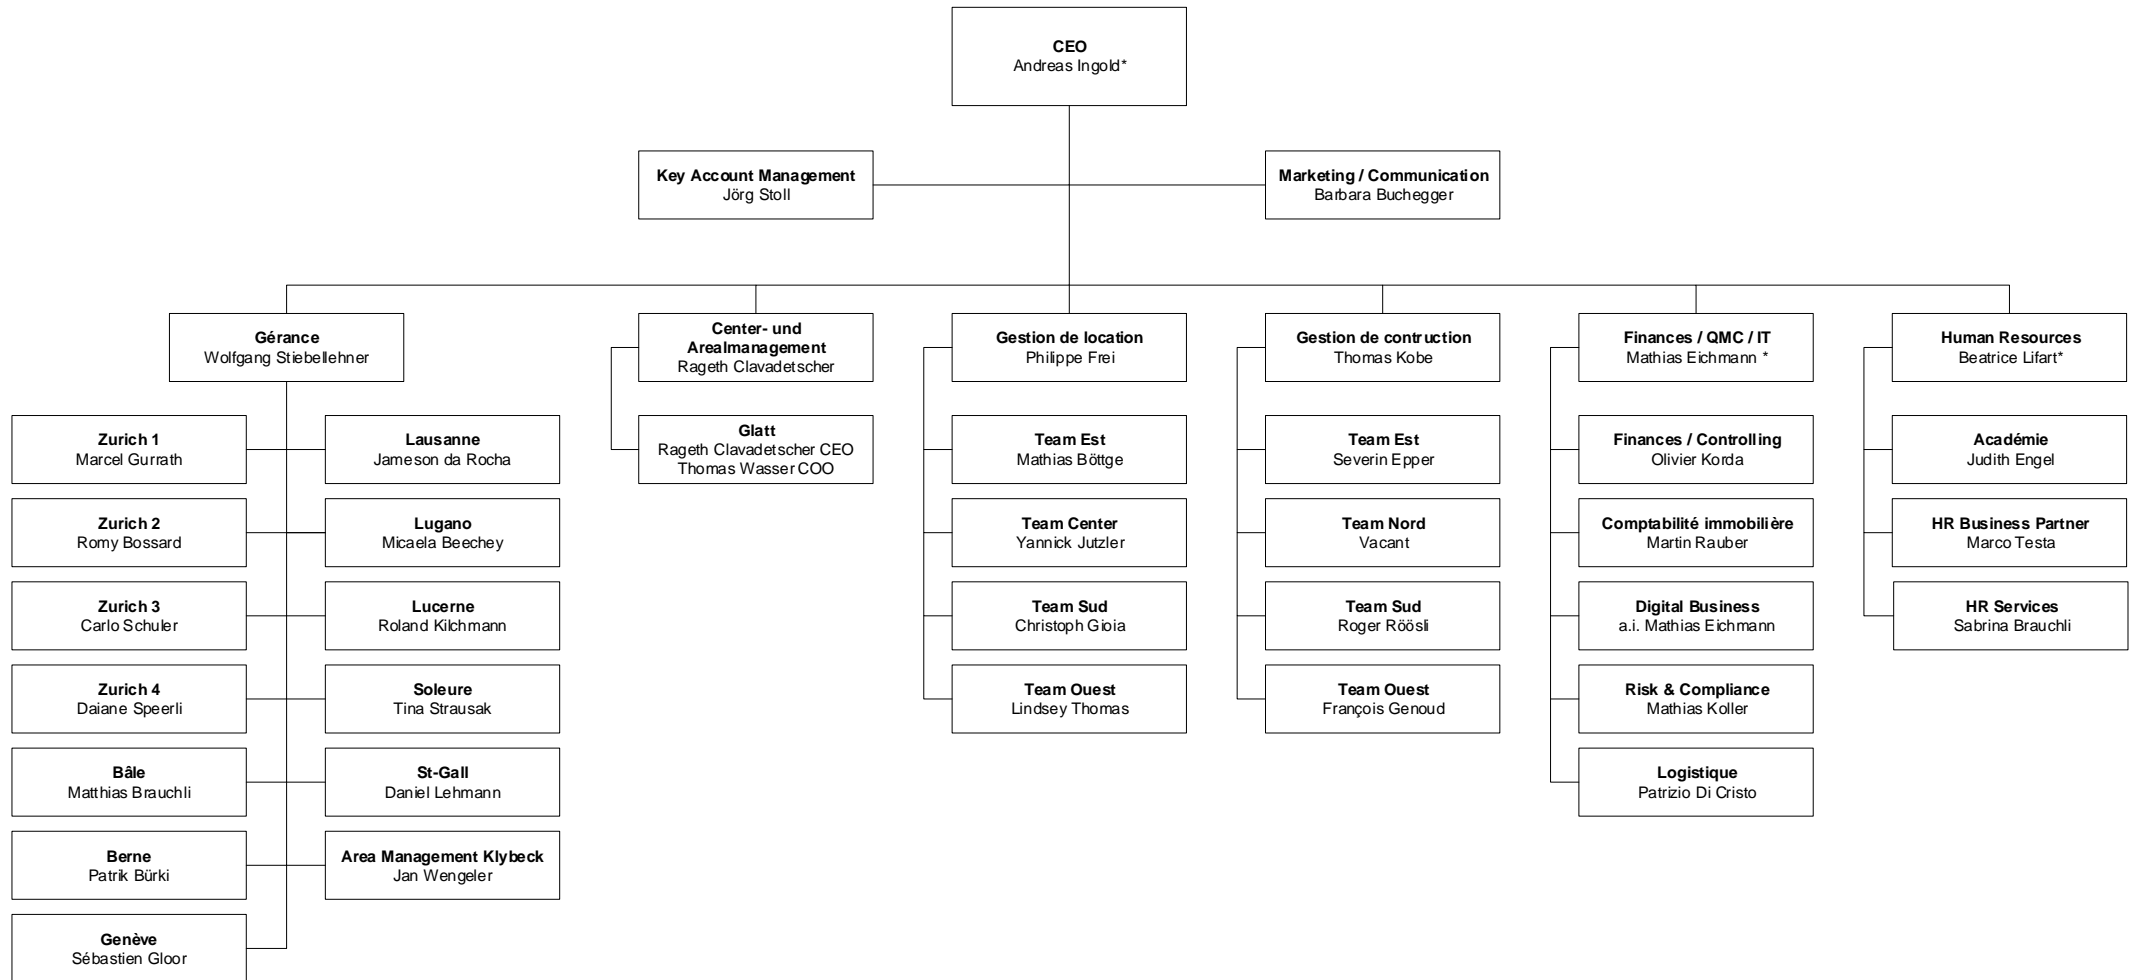 CEO
Andreas Ingold*
Key Account Management
Jörg Stoll
Marketing / Communication
Barbara Buchegger
Gérance
Wolfgang Stiebellehner
Center- und
Arealmanagement
Rageth Clavadetscher
Gestion de location
Philippe Frei
Gestion de contruction
Thomas Kobe
Finances / QMC / IT
Mathias Eichmann *
Human Resources
Beatrice Lifart*
Zurich 1
Marcel Gurrath
Lausanne
Jameson da Rocha
Glatt
Rageth Clavadetscher CEO
Thomas Wasser COO
Team Est
Mathias Böttge
Team Est
Severin Epper
Finances / Controlling
Olivier Korda
Académie
Judith Engel
Zurich 2
Romy Bossard
Lugano
Micaela Beechey
Team Center
Yannick Jutzler
Team Nord
Vacant
Comptabilité immobilière
Martin Rauber
HR Business Partner
Marco Testa
Zurich 3
Carlo Schuler
Lucerne
Roland Kilchmann
Team Sud
Christoph Gioia
Team Sud
Roger Röösli
Digital Business
a.i. Mathias Eichmann
HR Services
Sabrina Brauchli
Zurich 4
Daiane Speerli
Soleure
Tina Strausak
Team Ouest
Lindsey Thomas
Team Ouest
François Genoud
Risk & Compliance
Mathias Koller
Bâle
Matthias Brauchli
St-Gall
Daniel Lehmann
Logistique
Patrizio Di Cristo
Berne
Patrik Bürki
Area Management Klybeck
Jan Wengeler
Genève
Sébastien Gloor